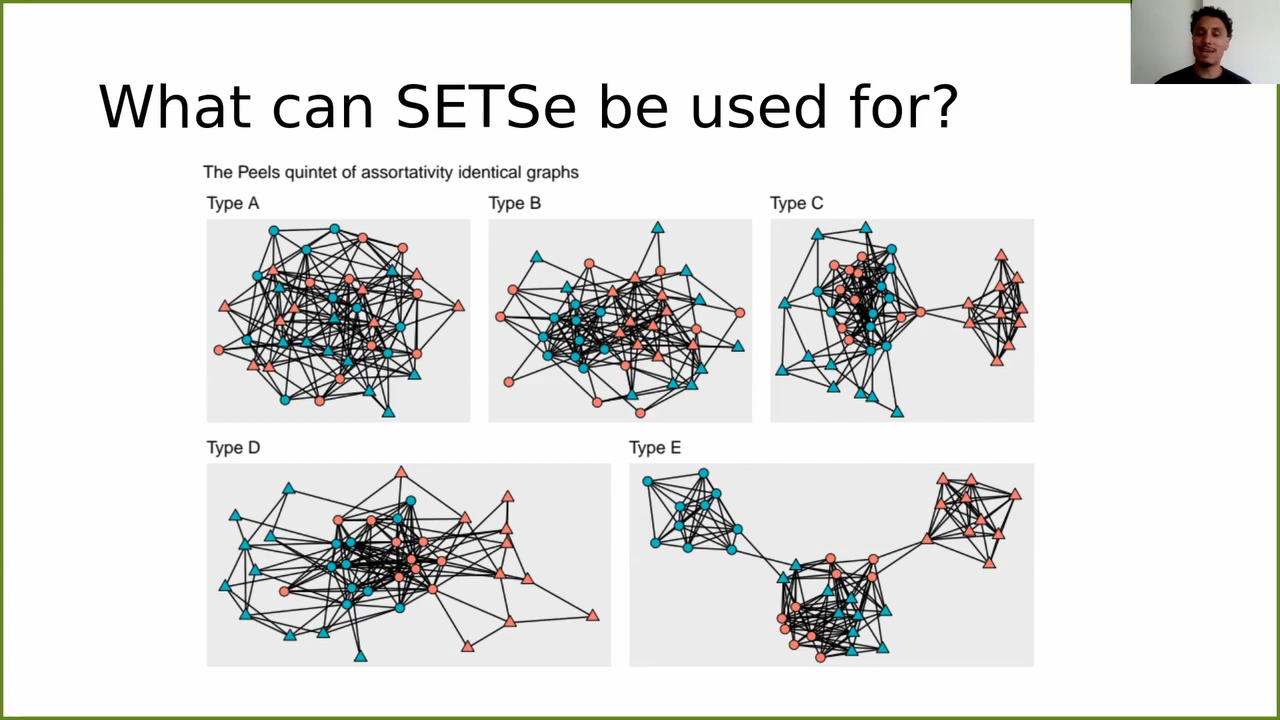 What can SETSe be used for?
The Peels quintet of assortativity identical graphs
Type A
Type B
Type C
Type D
Type E